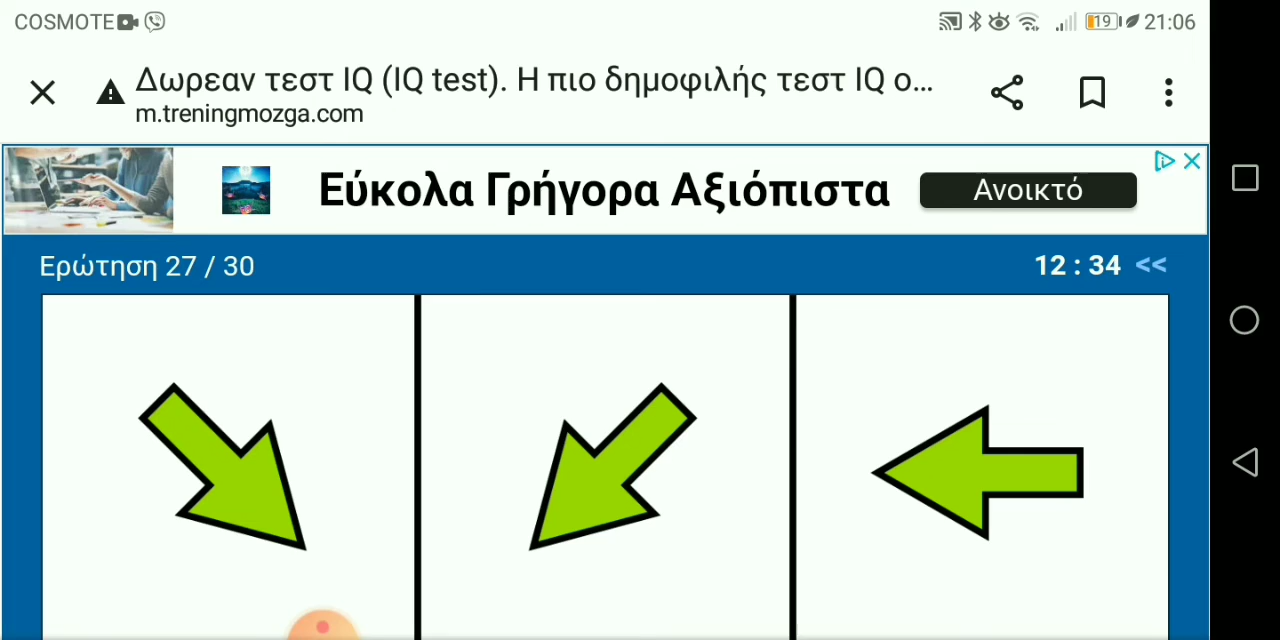 COSMOTE 19 21:06
Δωρεαν τεστ IQ (IQ test). Η πιο δημοφιλής τεστ IQ ο...
m.treningmozga.com
Εύκολα Γρήγορα Αξιόπιστα Ανοικτό
Ερώτηση 27 / 30 12 : 34 <<